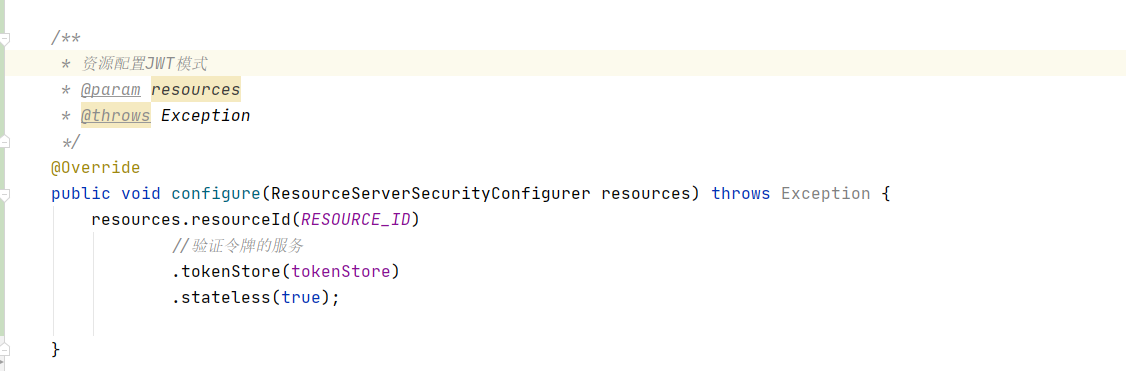 /**
 * 资源配置JWT模式
 * @param resources
 * @throws Exception
 */
@Override
public void configure(ResourceServerSecurityConfigurer resources) throws Exception {
    resources.resourceId(RESOURCE_ID)
            //验证令牌的服务
            .tokenStore(tokenStore)
            .stateless(true);
}